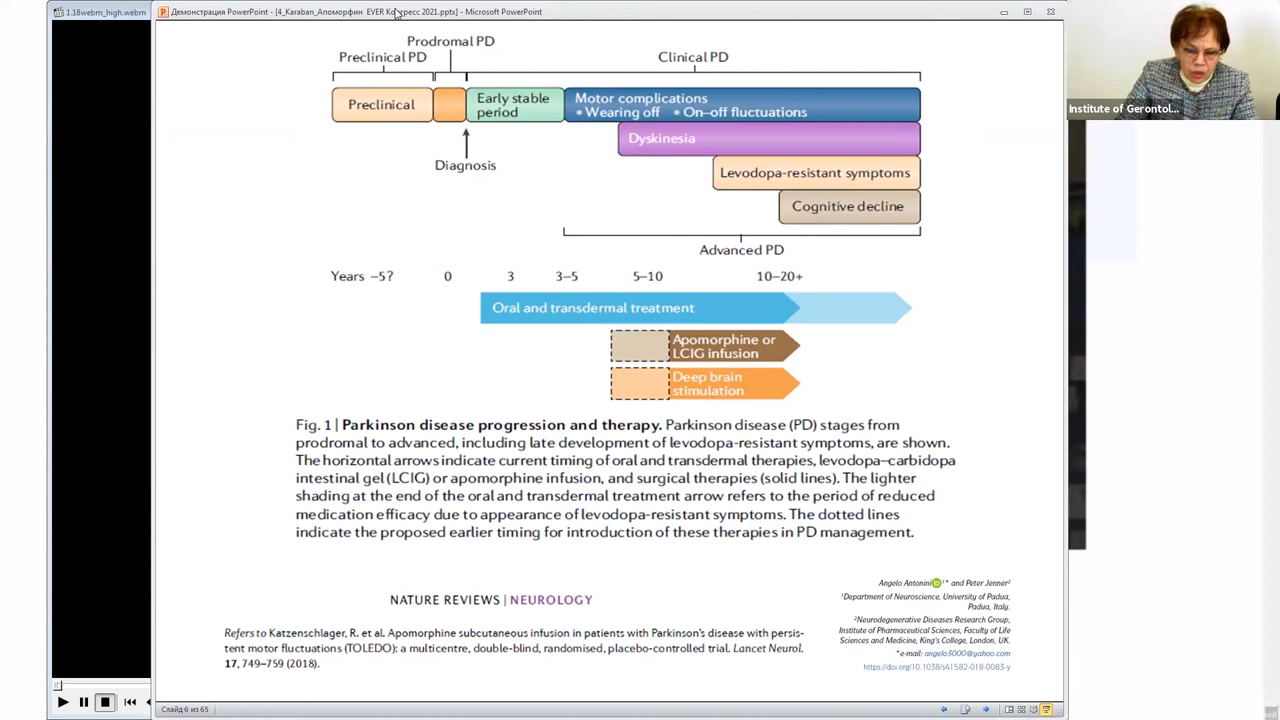 1.18webm_high.webm
Демонстрация PowerPoint - [4_Karaban_Апоморфин EVER Конгресс 2021.pptx] - Microsoft PowerPoint
Institute of Gerontol...
Prodromal PD
Preclinical PD
Clinical PD
Preclinical
Early stable
period
Motor complications
• Wearing off • On–off fluctuations
Dyskinesia
Diagnosis
Levodopa-resistant symptoms
Cognitive decline
Advanced PD
Years –5? 0 3 3–5 5–10 10–20+
Oral and transdermal treatment
Apomorphine or
LCIG infusion
Deep brain
stimulation
Fig. 1 | Parkinson disease progression and therapy. Parkinson disease (PD) stages from
prodromal to advanced, including late development of levodopa-resistant symptoms, are shown.
The horizontal arrows indicate current timing of oral and transdermal therapies, levodopa–carbidopa
intestinal gel (LCIG) or apomorphine infusion, and surgical therapies (solid lines). The lighter
shading at the end of the oral and transdermal treatment arrow refers to the period of reduced
medication efficacy due to appearance of levodopa-resistant symptoms. The dotted lines
indicate the proposed earlier timing for introduction of these therapies in PD management.
NATURE REVIEWS | NEUROLOGY
Refers to Katzenschlager, R. et al. Apomorphine subcutaneous infusion in patients with Parkinson's disease with persis-
tent motor fluctuations (TOLEDO): a multicentre, double-blind, randomised, placebo-controlled trial. Lancet Neurol.
17, 749–759 (2018).
Angelo Antonini iD 1* and Peter Jenner2
1Department of Neuroscience, University of Padua,
Padua, Italy.
2Neurodegenerative Diseases Research Group,
Institute of Pharmaceutical Sciences, Faculty of Life
Sciences and Medicine, King's College, London, UK.
*e-mail: angelo3000@yahoo.com
https://doi.org/10.1038/s41582-018-0083-y
Слайд 6 из 65